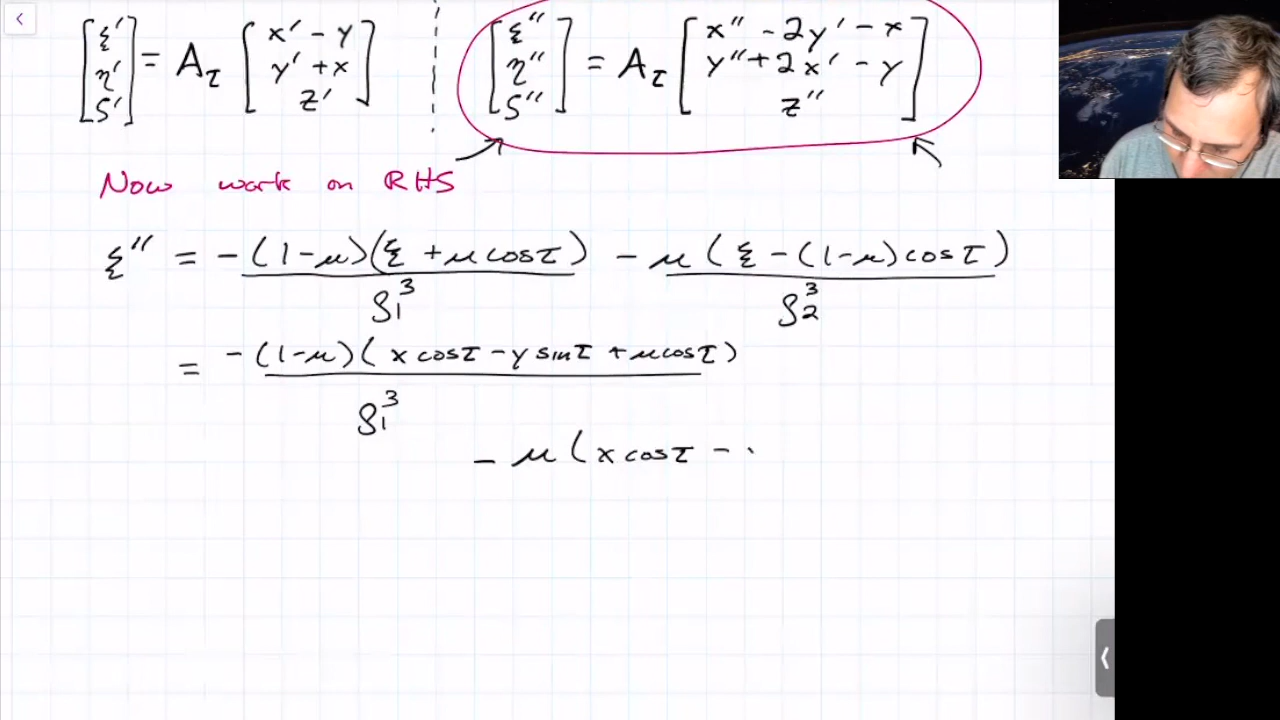 [ξ' η' ς'] = A_τ [x' - y  y' + x  z'] | [ξ'' η'' ς''] = A_τ [x'' - 2y' - x  y'' + 2x' - y  z'']
Now work on RHS
ξ'' = -(1-μ)(ξ + μ cos τ) / ρ₁³ - μ(ξ - (1-μ) cos τ) / ρ₂³
= -(1-μ)(x cos τ - y sin τ + μ cos τ) / ρ₁³
- μ(x cos τ -